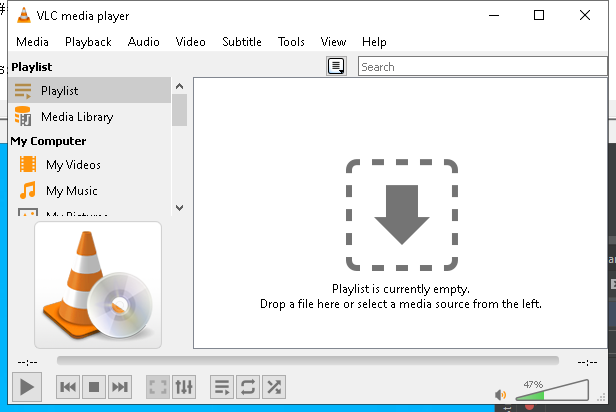 #
VLC media player
Media Playback Audio Video Subtitle Tools View Help
Playlist
Search
Playlist
Media Library
My Computer
My Videos
My Music
My Pictures
Playlist is currently empty.
Drop a file here or select a media source from the left.
--:-- --:--
47%